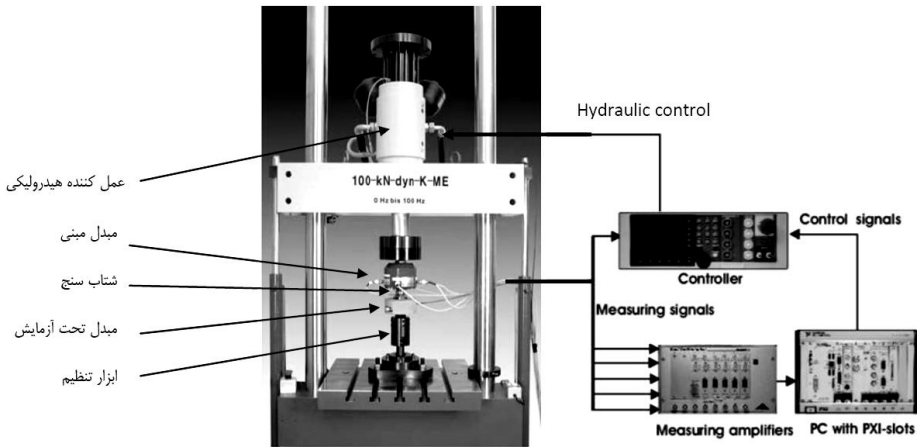 عمل کننده هیدرولیکی
مبدل مبنی
شتاب سنج
مبدل تحت آزمایش
ابزار تنظیم
100-kN-dyn-K-ME
0 Hz bis 100 Hz
Hydraulic control
Control signals
Controller
Measuring signals
Measuring amplifiers
PC with PXI-slots
PXI